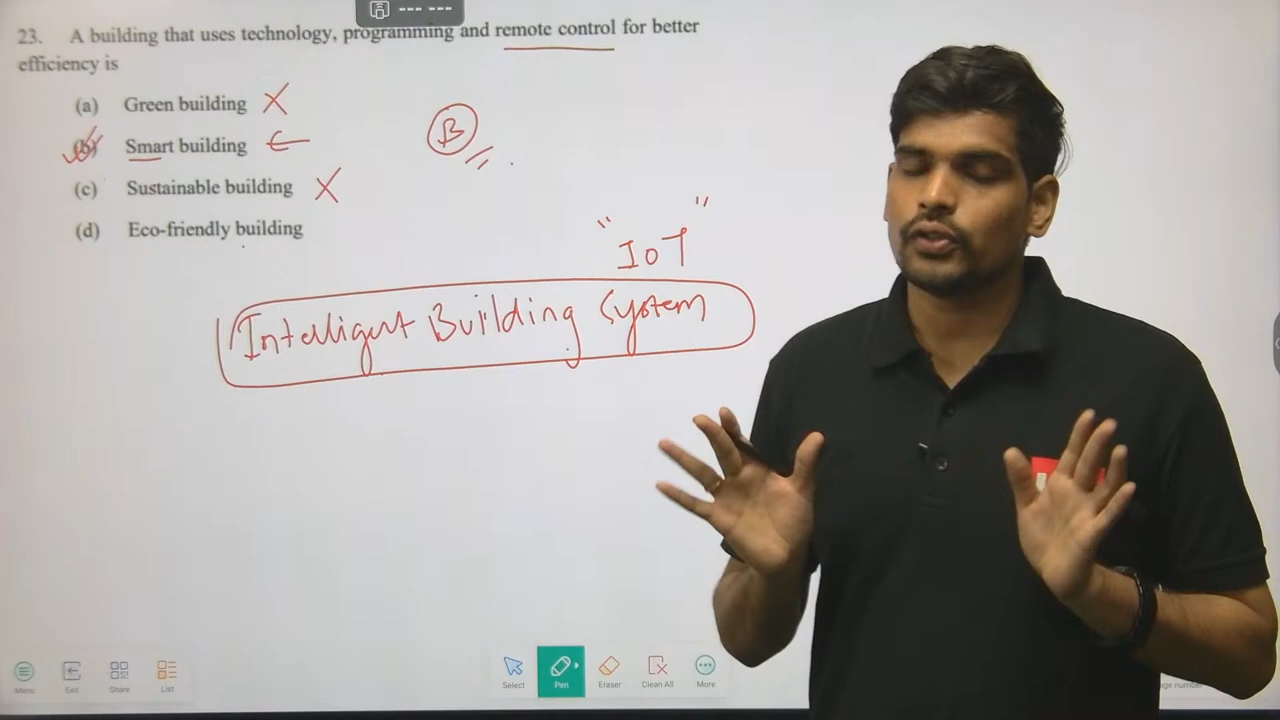 23. A building that uses technology, programming and remote control for better
efficiency is
(a) Green building X
(b) Smart building
(c) Sustainable building X
(d) Eco-friendly building
B
"IoT"
Intelligent Building System
Menu Exit Share List Select Pen Eraser Clean All More